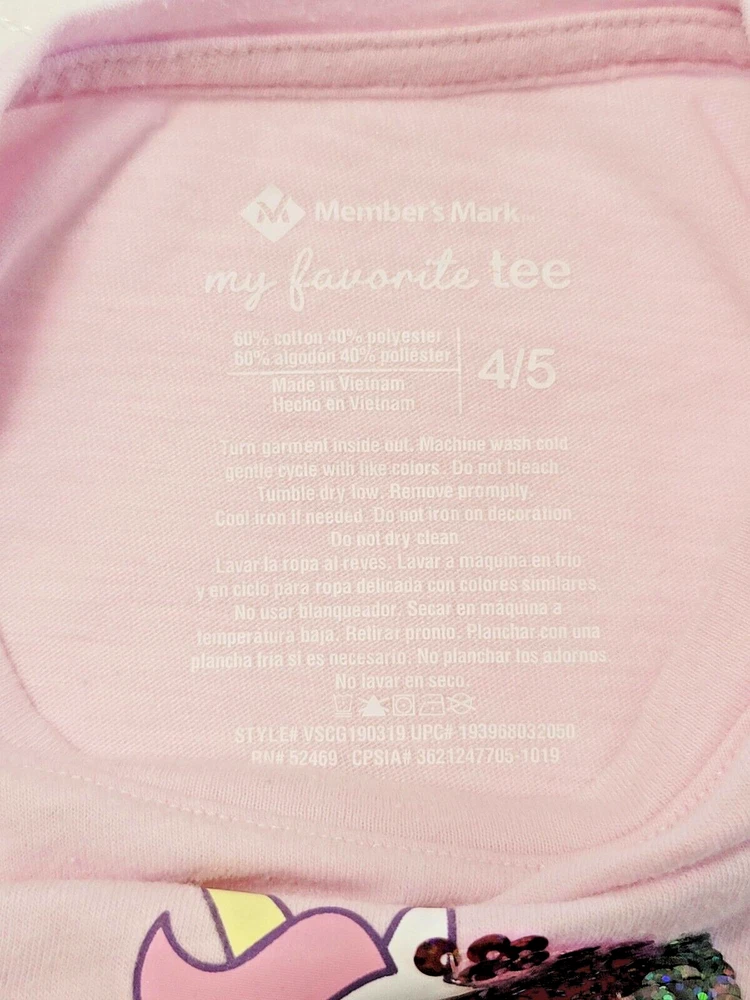 Member's Mark
my favorite tee
60% cotton 40% polyester
60% algodón 40% poliéster
Made in Vietnam
Hecho en Vietnam
4/5
Turn garment inside out. Machine wash cold
gentle cycle with like colors. Do not bleach.
Tumble dry low. Remove promptly.
Cool iron if needed. Do not iron on decoration.
Do not dry clean.
Lavar la ropa al revés. Lavar a máquina en frío
y en ciclo para ropa delicada con colores similares.
No usar blanqueador. Secar en máquina a
temperatura baja. Retirar pronto. Planchar con una
plancha fría si es necesario. No planchar los adornos.
No lavar en seco.
STYLE# VSCG190319 UPC# 193968032050
RN# 52469 CPSIA# 3621247705-1019